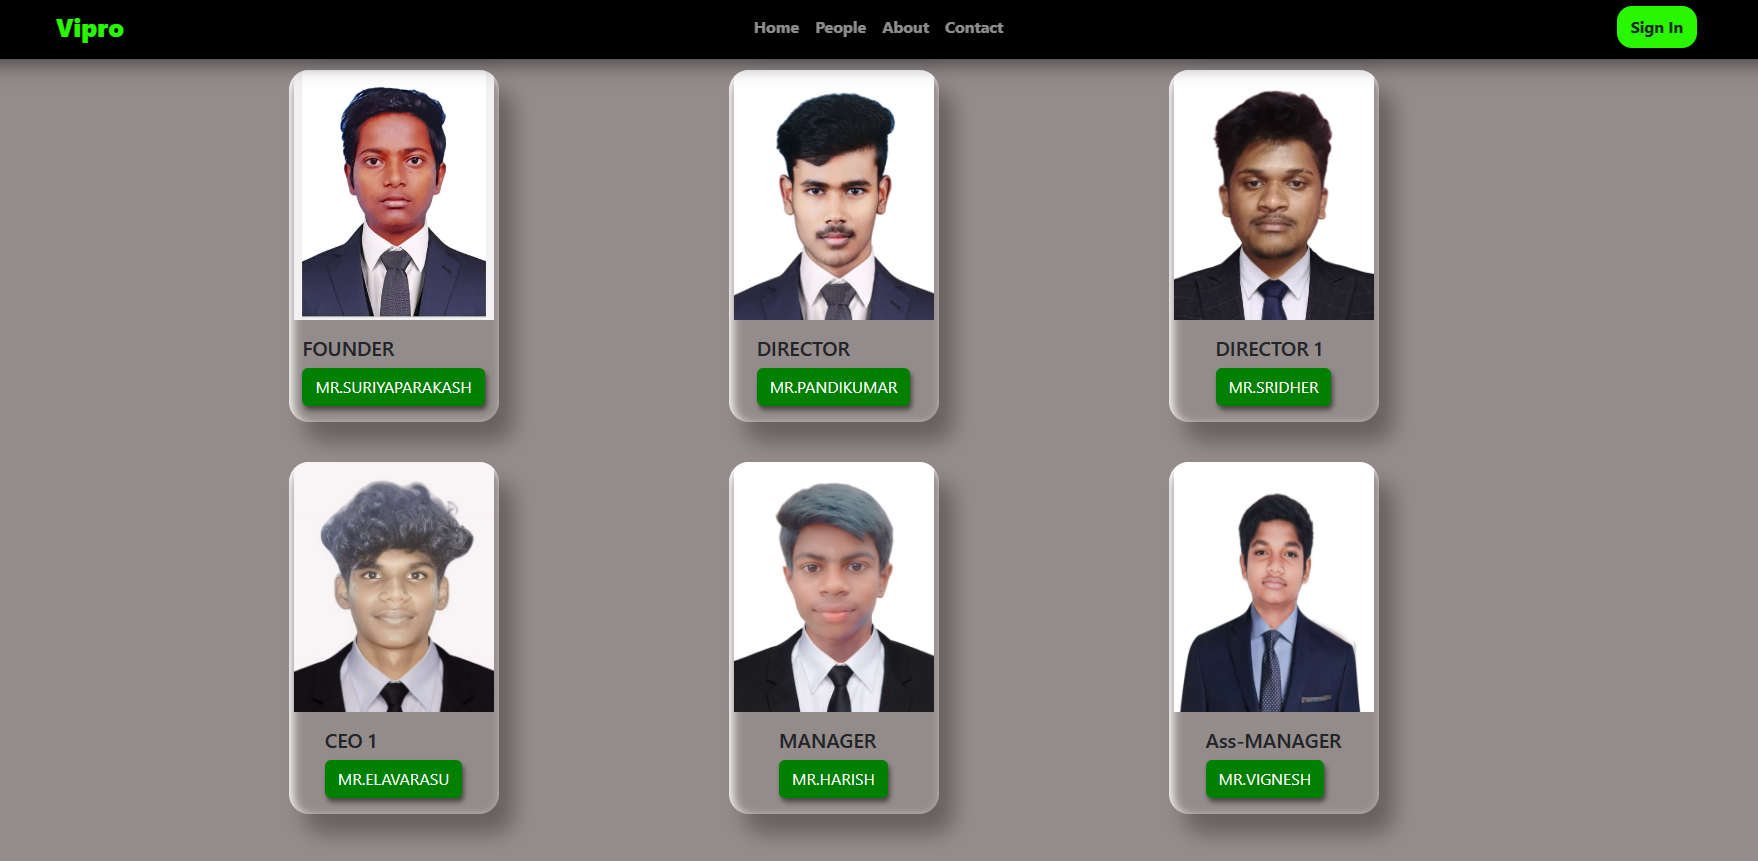 Vipro
Home People About Contact
Sign In
FOUNDER
MR.SURIYAPARAKASH
DIRECTOR
MR.PANDIKUMAR
DIRECTOR 1
MR.SRIDHER
CEO 1
MR.ELAVARASU
MANAGER
MR.HARISH
Ass-MANAGER
MR.VIGNESH